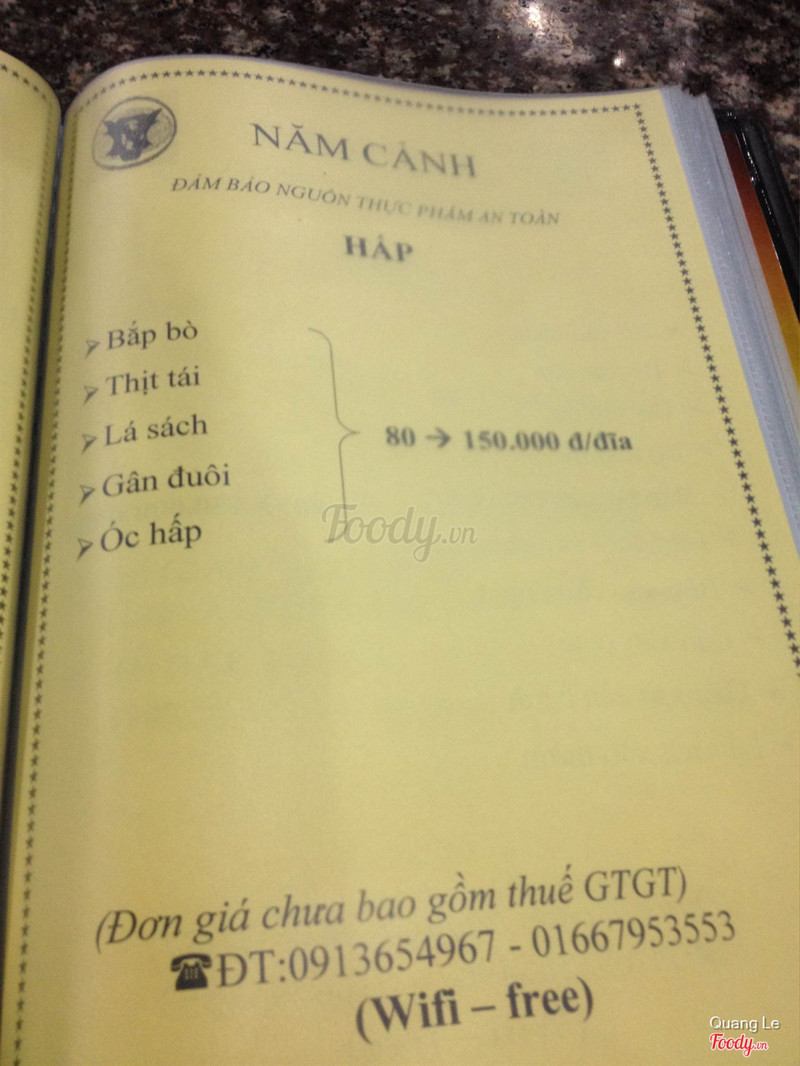 NĂM CẢNH
ĐẢM BẢO NGUỒN THỰC PHẨM AN TOÀN
HẤP
Bắp bò
Thịt tái
Lá sách
Gân đuôi
Óc hấp
80 → 150.000 đ/đĩa
Foody.vn
(Đơn giá chưa bao gồm thuế GTGT)
☎ĐT:0913654967 - 01667953553
(Wifi – free)
Quang Le
Foody.vn